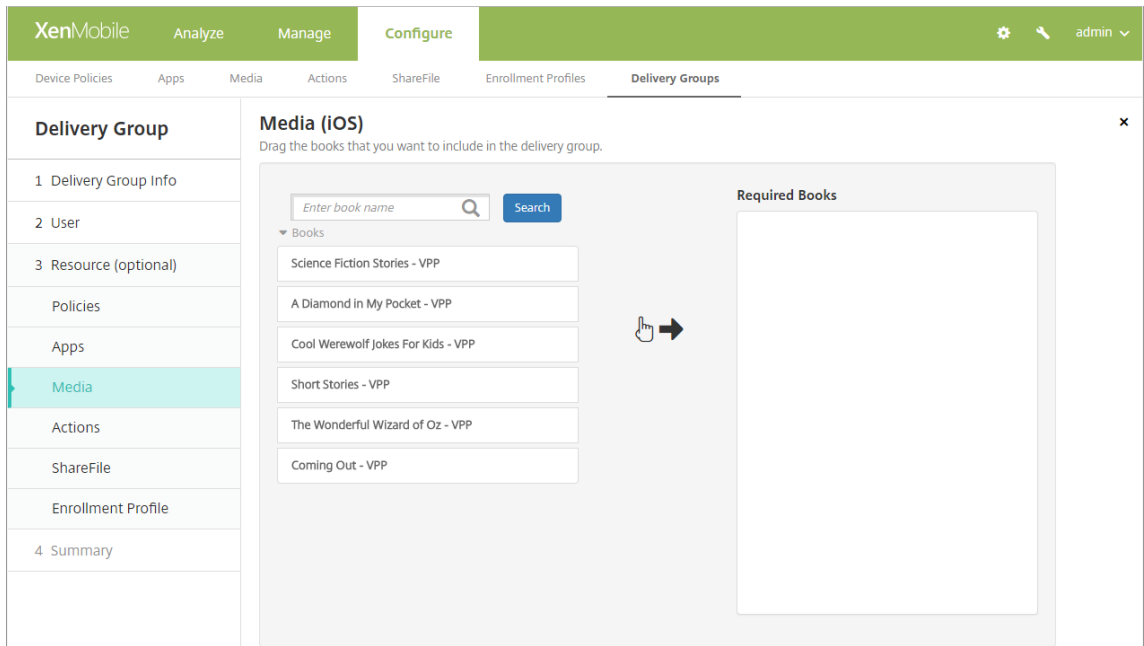 XenMobile Analyze Manage Configure admin
Device Policies Apps Media Actions ShareFile Enrollment Profiles Delivery Groups
Delivery Group
1 Delivery Group Info
2 User
3 Resource (optional)
Policies
Apps
Media
Actions
ShareFile
Enrollment Profile
4 Summary
Media (iOS)
Drag the books that you want to include in the delivery group.
Enter book name Search
Books
Science Fiction Stories - VPP
A Diamond in My Pocket - VPP
Cool Werewolf Jokes For Kids - VPP
Short Stories - VPP
The Wonderful Wizard of Oz - VPP
Coming Out - VPP
Required Books